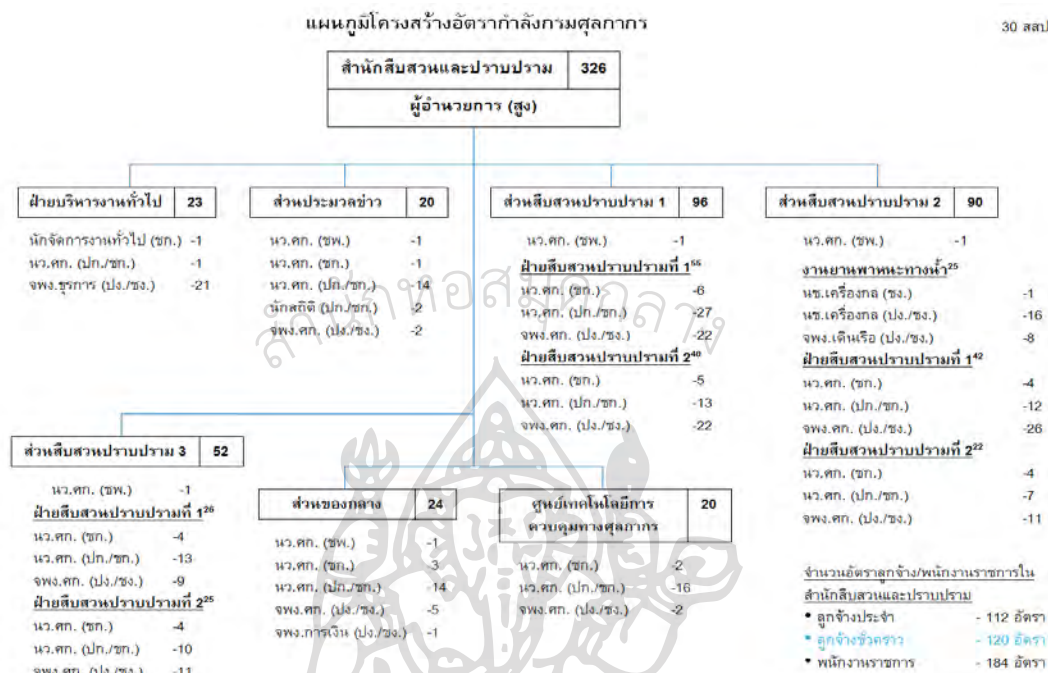 แผนภูมิโครงสร้างอัตรากำลังกรมศุลกากร
30 สสป
สำนักสืบสวนและปราบปราม 326
ผู้อำนวยการ (สูง)
ฝ่ายบริหารงานทั่วไป 23
นักจัดการงานทั่วไป (ชก.) -1
นว.ศก. (ปก./ชก.) -1
จพง.ธุรการ (ปง./ชง.) -21
ส่วนประมวลข่าว 20
นว.ศก. (ชพ.) -1
นว.ศก. (ชก.) -1
นว.ศก. (ปก./ชก.) -14
นักสถิติ (ปก./ชก.) -2
จพง.ศก. (ปง./ชง.) -2
ส่วนสืบสวนปราบปราม 1 96
นว.ศก. (ชพ.) -1
ฝ่ายสืบสวนปราบปรามที่ 1⁵⁵
นว.ศก. (ชก.) -6
นว.ศก. (ปก./ชก.) -27
จพง.ศก. (ปง./ชง.) -22
ฝ่ายสืบสวนปราบปรามที่ 2⁴⁰
นว.ศก. (ชก.) -5
นว.ศก. (ปก./ชก.) -13
จพง.ศก. (ปง./ชง.) -22
ส่วนสืบสวนปราบปราม 2 90
นว.ศก. (ชพ.) -1
งานยานพาหนะทางน้ำ²⁵
นช.เครื่องกล (ชง.) -1
นช.เครื่องกล (ปง./ชง.) -16
จพง.เดินเรือ (ปง./ชง.) -8
ฝ่ายสืบสวนปราบปรามที่ 1⁴²
นว.ศก. (ชก.) -4
นว.ศก. (ปก./ชก.) -12
จพง.ศก. (ปง./ชง.) -26
ฝ่ายสืบสวนปราบปรามที่ 2²²
นว.ศก. (ชก.) -4
นว.ศก. (ปก./ชก.) -7
จพง.ศก. (ปง./ชง.) -11
ส่วนสืบสวนปราบปราม 3 52
นว.ศก. (ชพ.) -1
ฝ่ายสืบสวนปราบปรามที่ 1²⁶
นว.ศก. (ชก.) -4
นว.ศก. (ปก./ชก.) -13
จพง.ศก. (ปง./ชง.) -9
ฝ่ายสืบสวนปราบปรามที่ 2²⁵
นว.ศก. (ชก.) -4
นว.ศก. (ปก./ชก.) -10
จพง.ศก. (ปง./ชง.) -11
ส่วนของกลาง 24
นว.ศก. (ชพ.) -1
นว.ศก. (ชก.) -3
นว.ศก. (ปก./ชก.) -14
จพง.ศก. (ปง./ชง.) -5
จพง.การเงิน (ปง./ชง.) -1
ศูนย์เทคโนโลยีการ 20
ควบคุมทางศุลกากร
นว.ศก. (ชก.) -2
นว.ศก. (ปก./ชก.) -16
จพง.ศก. (ปง./ชง.) -2
จำนวนอัตราลูกจ้าง/พนักงานราชการใน
สำนักสืบสวนและปราบปราม
• ลูกจ้างประจำ - 112 อัตรา
• ลูกจ้างชั่วคราว - 120 อัตรา
• พนักงานราชการ - 184 อัตรา
สำนักหอสมุดกลาง